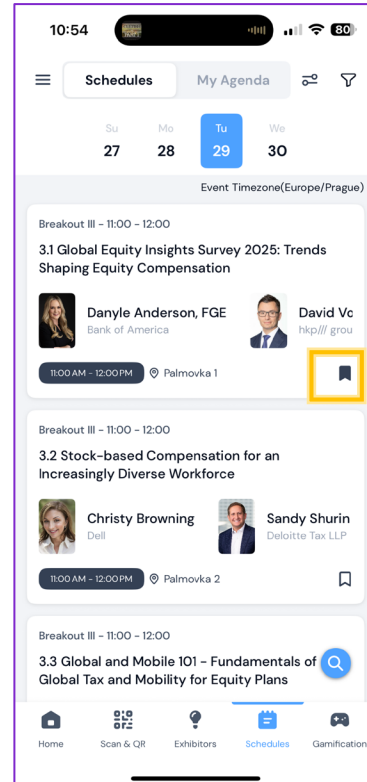 10:54
80
Schedules
My Agenda
Su
Mo
Tu
We
27
28
29
30
Event Timezone(Europe/Prague)
Breakout III - 11:00 - 12:00
3.1 Global Equity Insights Survey 2025: Trends
Shaping Equity Compensation
Danyle Anderson, FGE
Bank of America
David Vo
hkp/// grou
11:00 AM - 12:00 PM
Palmovka 1
Breakout III - 11:00 - 12:00
3.2 Stock-based Compensation for an
Increasingly Diverse Workforce
Christy Browning
Dell
Sandy Shurin
Deloitte Tax LLP
11:00 AM - 12:00 PM
Palmovka 2
Breakout III - 11:00 - 12:00
3.3 Global and Mobile 101 - Fundamentals of
Global Tax and Mobility for Equity Plans
Home
Scan & QR
Exhibitors
Schedules
Gamification